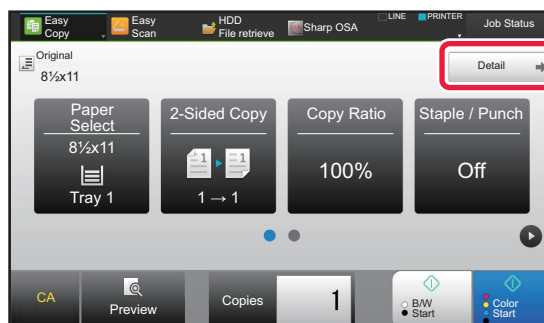 Easy
Copy
Easy
Scan
HDD
File retrieve
Sharp OSA
LINE
PRINTER
Job Status
Original
8½x11
Detail
Paper
Select
8½x11
Tray 1
2-Sided Copy
1
1
1 → 1
Copy Ratio
100%
Staple / Punch
Off
CA
Preview
Copies
1
B/W
Start
Color
Start